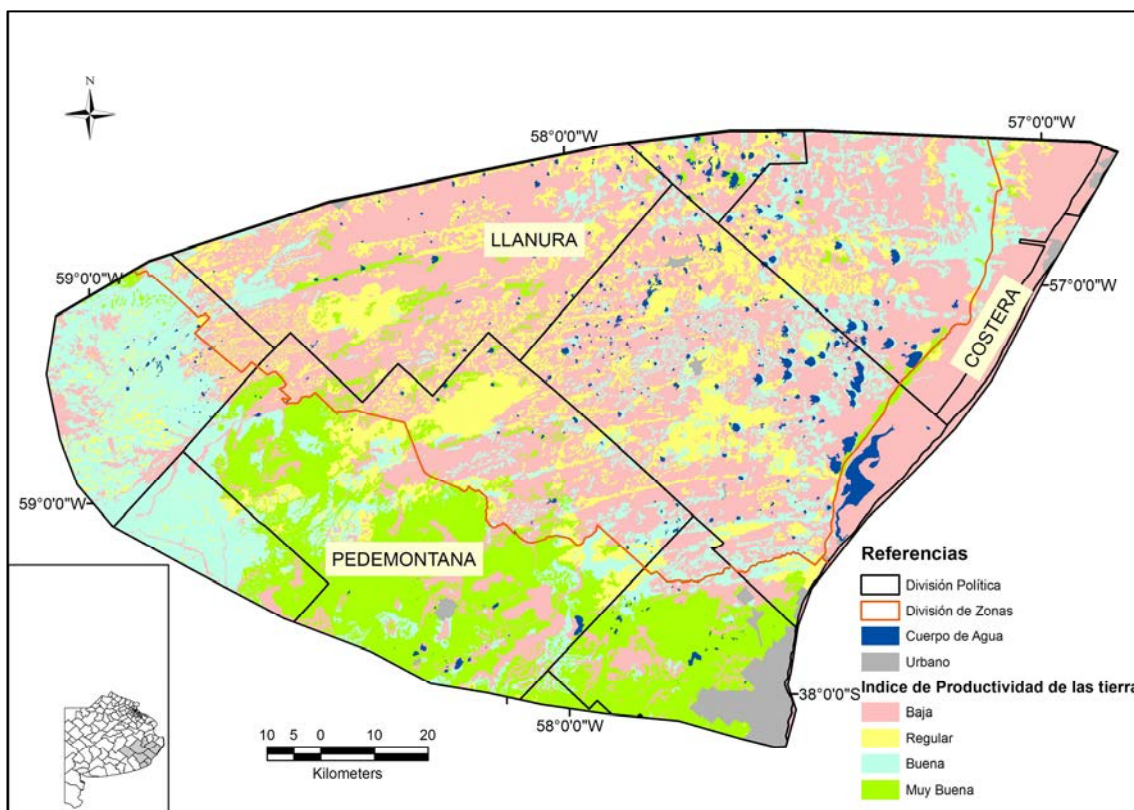 N
57°0'0"W
58°0'0"W
LLANURA
59°0'0"W
57°0'0"W
COSTERA
59°0'0"W
PEDEMONTANA
Referencias
División Política
División de Zonas
Cuerpo de Agua
Urbano
Indice de Productividad de las tierra
38°0'0"S
Baja
58°0'0"W
Regular
10 5 0 10 20
Buena
Kilometers
Muy Buena